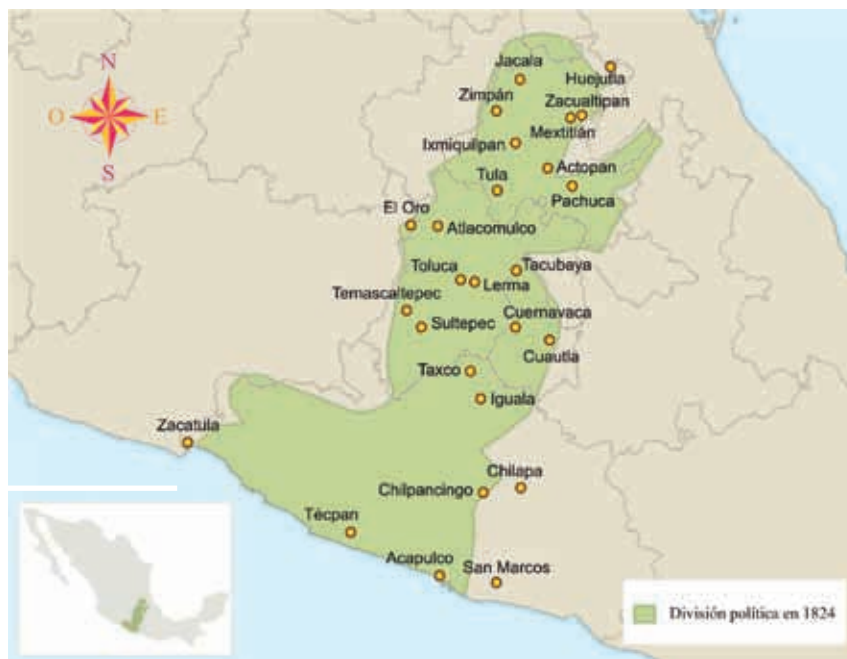 N
O
E
S
Jacala
Huejutla
Zimpán
Zacualtipan
Mextitlán
Ixmiquilpan
Actopan
Tula
Pachuca
El Oro
Atlacomulco
Toluca
Tacubaya
Lerma
Temascaltepec
Cuernavaca
Sultepec
Cuautla
Taxco
Iguala
Zacatula
Chilapa
Chilpancingo
Técpan
Acapulco
San Marcos
División política en 1824